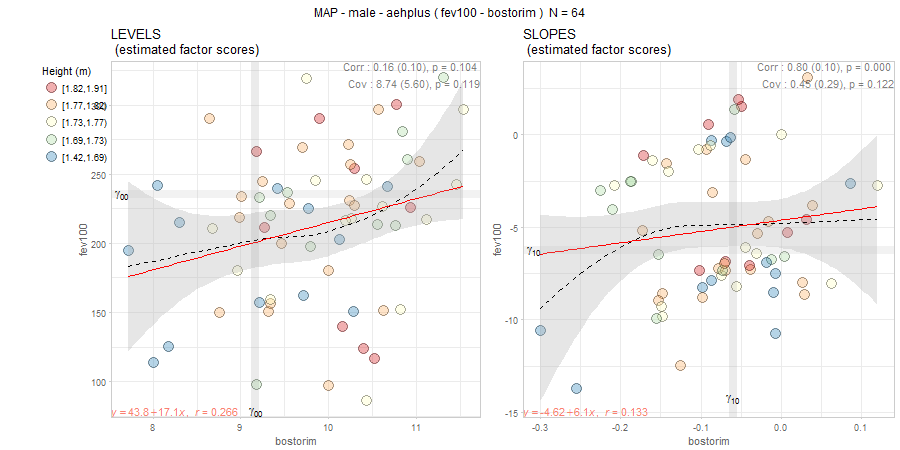 MAP - male - aehplus ( fev100 - bostorim ) N = 64
LEVELS
(estimated factor scores)
SLOPES
(estimated factor scores)
Height (m)
[1.82,1.91]
[1.77,1.82)
[1.73,1.77)
[1.69,1.73)
[1.42,1.69)
Corr : 0.16 (0.10), p = 0.104
Cov : 8.74 (5.60), p = 0.119
Corr : 0.80 (0.10), p = 0.000
Cov : 0.45 (0.29), p = 0.122
250
200
150
100
γ00
fev100
y = 43.8+17.1x, r = 0.266
γ00
8
9
10
11
bostorim
0
-5
-10
-15
γ10
fev100
y = -4.62+6.1x, r = 0.133
γ10
-0.3
-0.2
-0.1
0.0
0.1
bostorim